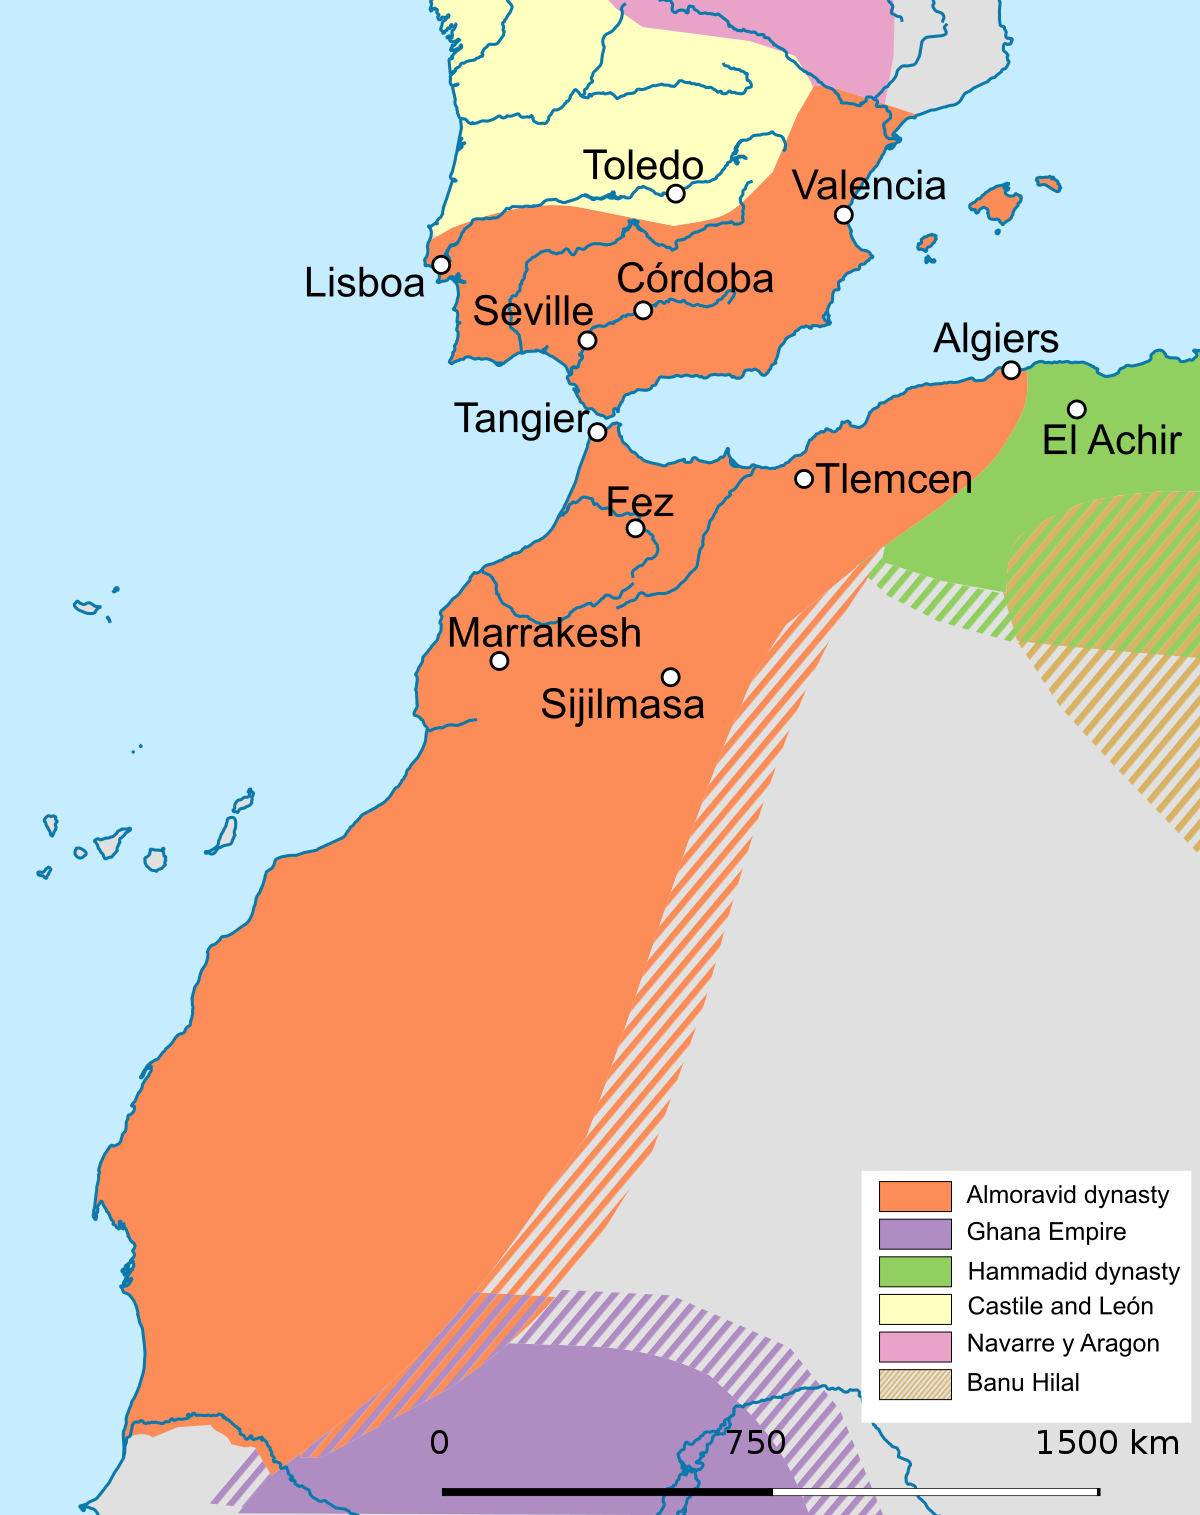 Toledo
Valencia
Lisboa
Córdoba
Seville
Algiers
Tangier
El Achir
Tlemcen
Fez
Marrakesh
Sijilmasa
Almoravid dynasty
Ghana Empire
Hammadid dynasty
Castile and León
Navarre y Aragon
Banu Hilal
0 750 1500 km